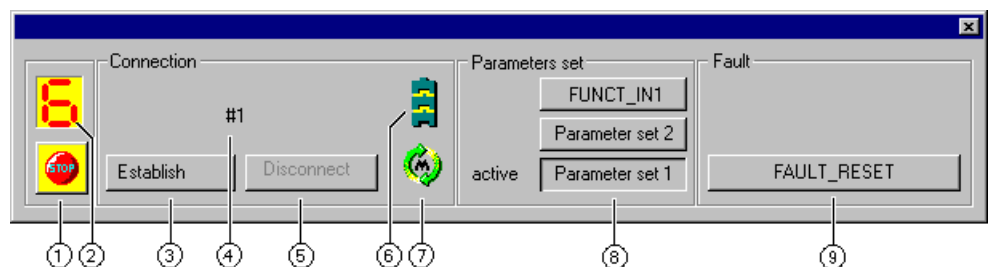 Connection
Parameters set
Fault
6
#1
FUNCT_IN1
Parameter set 2
STOP
Establish
Disconnect
M
active
Parameter set 1
FAULT_RESET
1
2
3
4
5
6
7
8
9